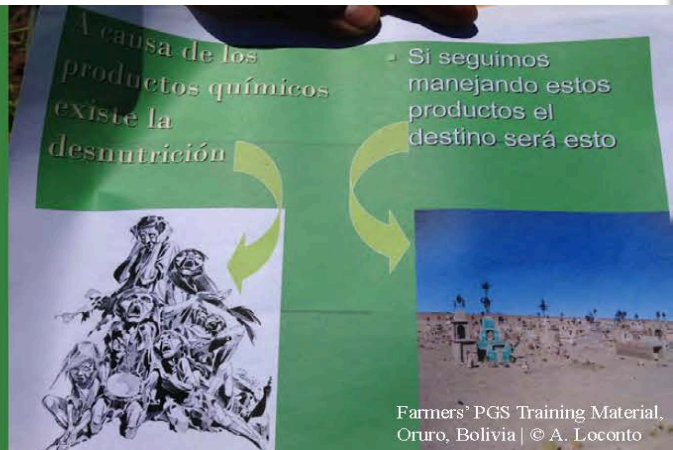 A causa de los
productos químicos
existe la
desnutrición
Si seguimos
manejando estos
productos el
destino será esto
Farmers' PGS Training Material,
Oruro, Bolivia | © A. Loconto